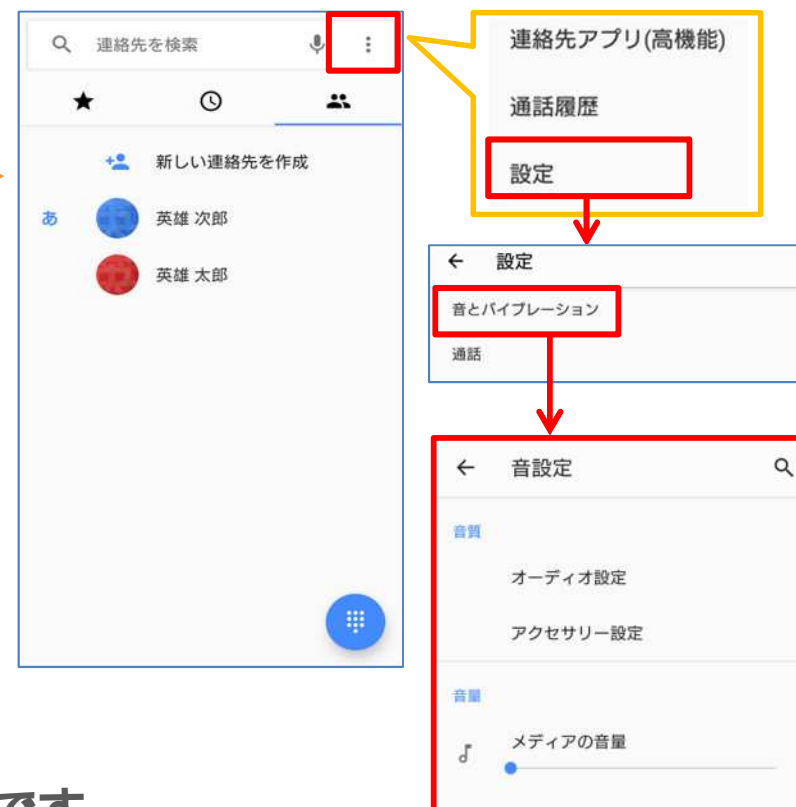 連絡先を検索
新しい連絡先を作成
あ
英雄 次郎
英雄 太郎
連絡先アプリ(高機能)
通話履歴
設定
設定
音とバイブレーション
通話
音設定
音質
オーディオ設定
アクセサリー設定
音量
メディアの音量
です